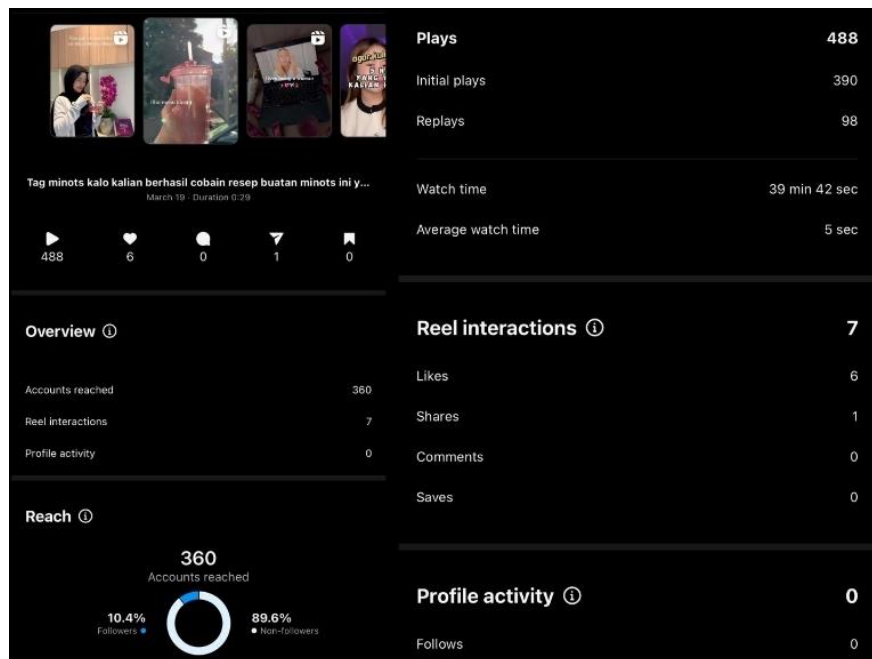 Tag minots kalo kalian berhasil cobain resep buatan minots ini y...
March 19 · Duration 0:29
488 6 0 1 0
Overview
Accounts reached 360
Reel interactions 7
Profile activity 0
Reach
360
Accounts reached
10.4% 89.6%
Followers Non-followers
Plays 488
Initial plays 390
Replays 98
Watch time 39 min 42 sec
Average watch time 5 sec
Reel interactions 7
Likes 6
Shares 1
Comments 0
Saves 0
Profile activity 0
Follows 0